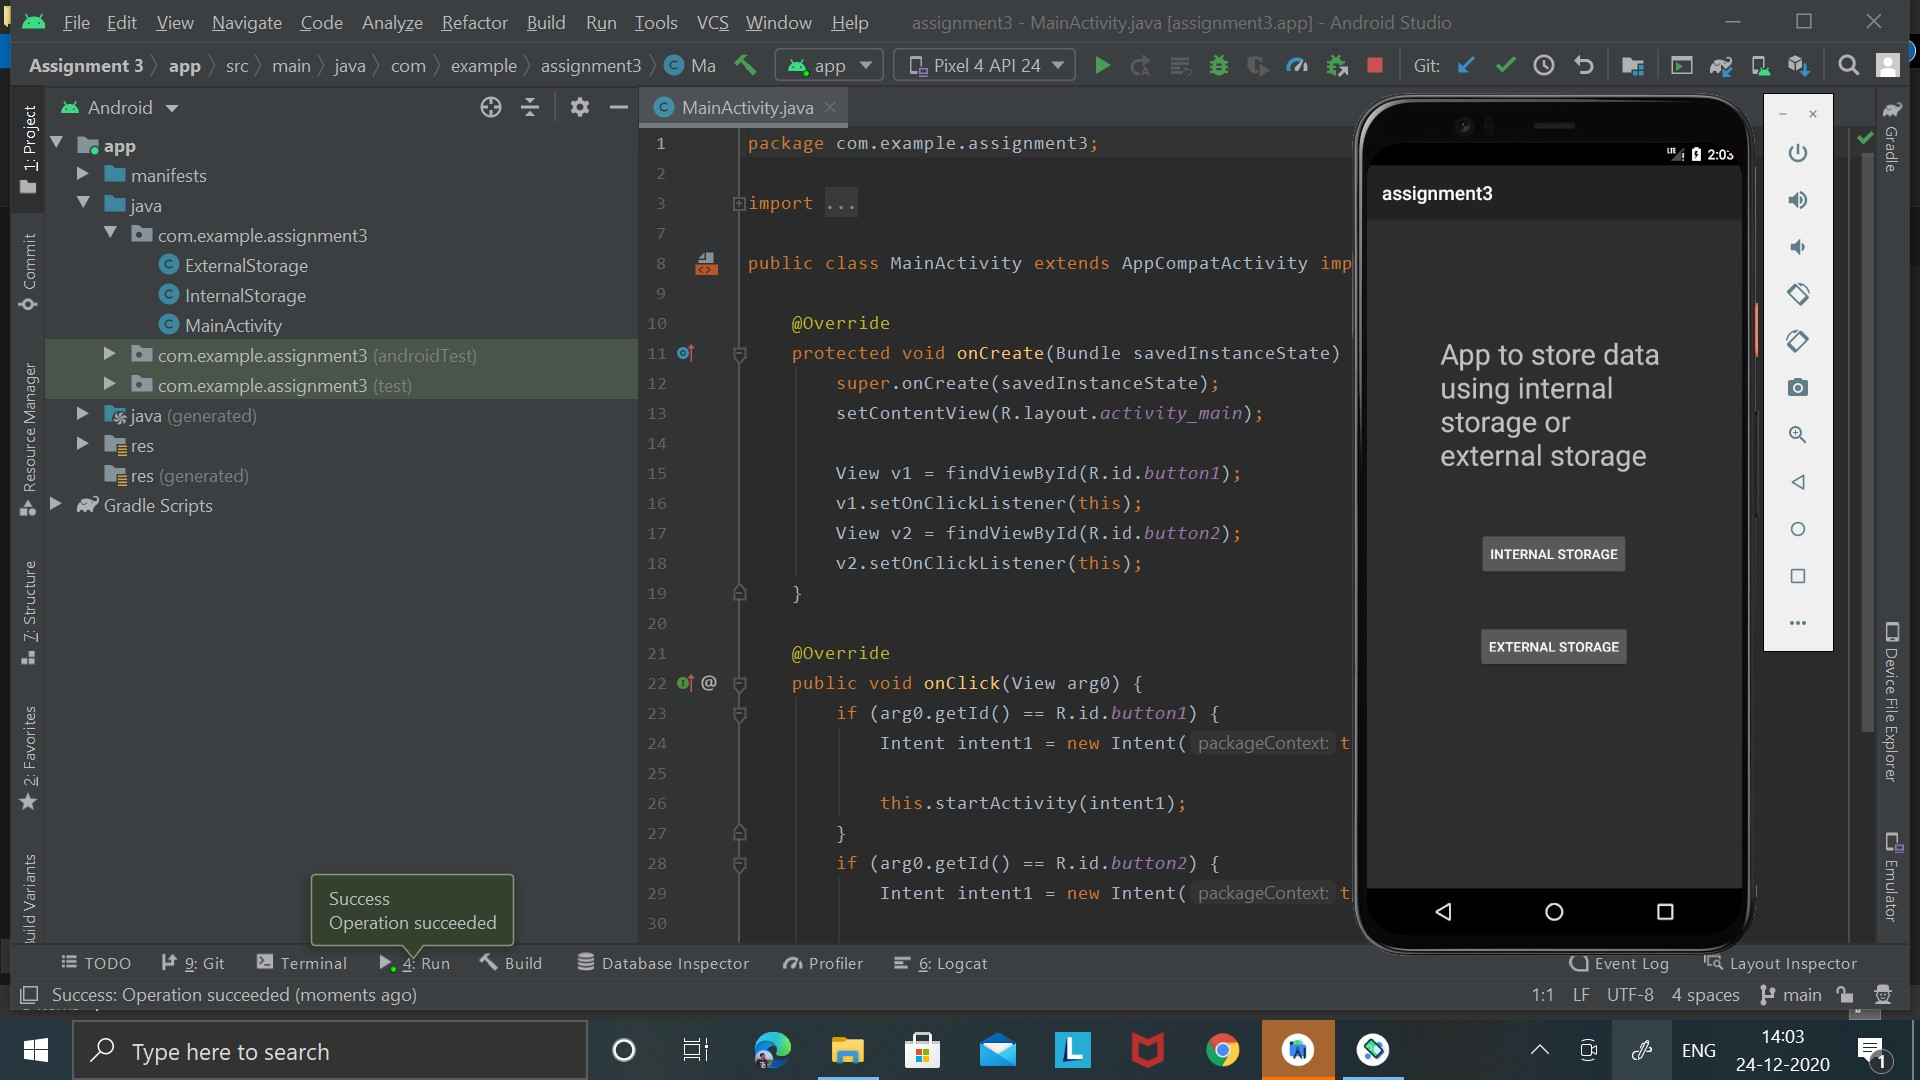 File Edit View Navigate Code Analyze Refactor Build Run Tools VCS Window Help assignment3 - MainActivity.java [assignment3.app] - Android Studio
Assignment 3 app src main java com example assignment3 Ma app Pixel 4 API 24 Git:
1: Project
Commit
Resource Manager
7: Structure
2: Favorites
uild Variants
Android
app
manifests
java
com.example.assignment3
ExternalStorage
InternalStorage
MainActivity
com.example.assignment3 (androidTest)
com.example.assignment3 (test)
java (generated)
res
res (generated)
Gradle Scripts
MainActivity.java
1 package com.example.assignment3;
2
3 import ...
7
8 public class MainActivity extends AppCompatActivity imp
9
10 @Override
11 protected void onCreate(Bundle savedInstanceState)
12 super.onCreate(savedInstanceState);
13 setContentView(R.layout.activity_main);
14
15 View v1 = findViewById(R.id.button1);
16 v1.setOnClickListener(this);
17 View v2 = findViewById(R.id.button2);
18 v2.setOnClickListener(this);
19 }
20
21 @Override
22 @ public void onClick(View arg0) {
23 if (arg0.getId() == R.id.button1) {
24 Intent intent1 = new Intent( packageContext: t
25
26 this.startActivity(intent1);
27 }
28 if (arg0.getId() == R.id.button2) {
29 Intent intent1 = new Intent( packageContext: t
30
LTE 2:03
assignment3
App to store data
using internal
storage or
external storage
INTERNAL STORAGE
EXTERNAL STORAGE
Gradle
Device File Explorer
Emulator
Success
Operation succeeded
TODO 9: Git Terminal 4: Run Build Database Inspector Profiler 6: Logcat Event Log Layout Inspector
Success: Operation succeeded (moments ago) 1:1 LF UTF-8 4 spaces main
Type here to search
L
ENG
14:03
24-12-2020
1